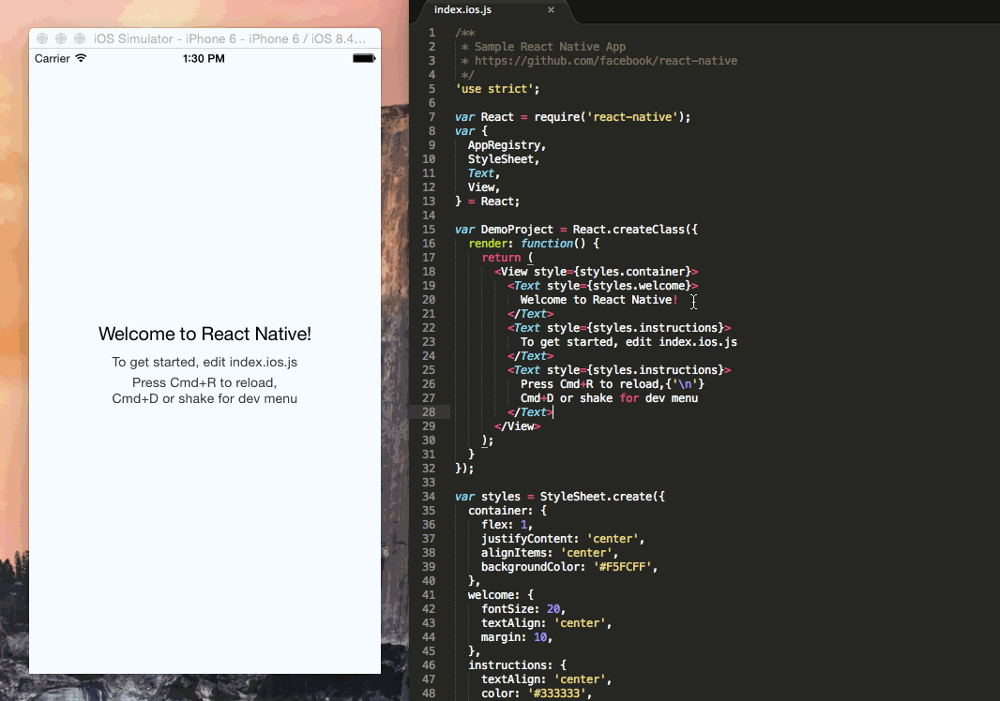 iOS Simulator - iPhone 6 - iPhone 6 / iOS 8.4...
Carrier 1:30 PM
Welcome to React Native!
To get started, edit index.ios.js
Press Cmd+R to reload,
Cmd+D or shake for dev menu
index.ios.js ×
1 /**
2 * Sample React Native App
3 * https://github.com/facebook/react-native
4 */
5 'use strict';
6
7 var React = require('react-native');
8 var {
9 AppRegistry,
10 StyleSheet,
11 Text,
12 View,
13 } = React;
14
15 var DemoProject = React.createClass({
16 render: function() {
17 return (
18 <View style={styles.container}>
19 <Text style={styles.welcome}>
20 Welcome to React Native!
21 </Text>
22 <Text style={styles.instructions}>
23 To get started, edit index.ios.js
24 </Text>
25 <Text style={styles.instructions}>
26 Press Cmd+R to reload,{'\n'}
27 Cmd+D or shake for dev menu
28 </Text>
29 </View>
30 );
31 }
32 });
33
34 var styles = StyleSheet.create({
35 container: {
36 flex: 1,
37 justifyContent: 'center',
38 alignItems: 'center',
39 backgroundColor: '#F5FCFF',
40 },
41 welcome: {
42 fontSize: 20,
43 textAlign: 'center',
44 margin: 10,
45 },
46 instructions: {
47 textAlign: 'center',
48 color: '#333333',